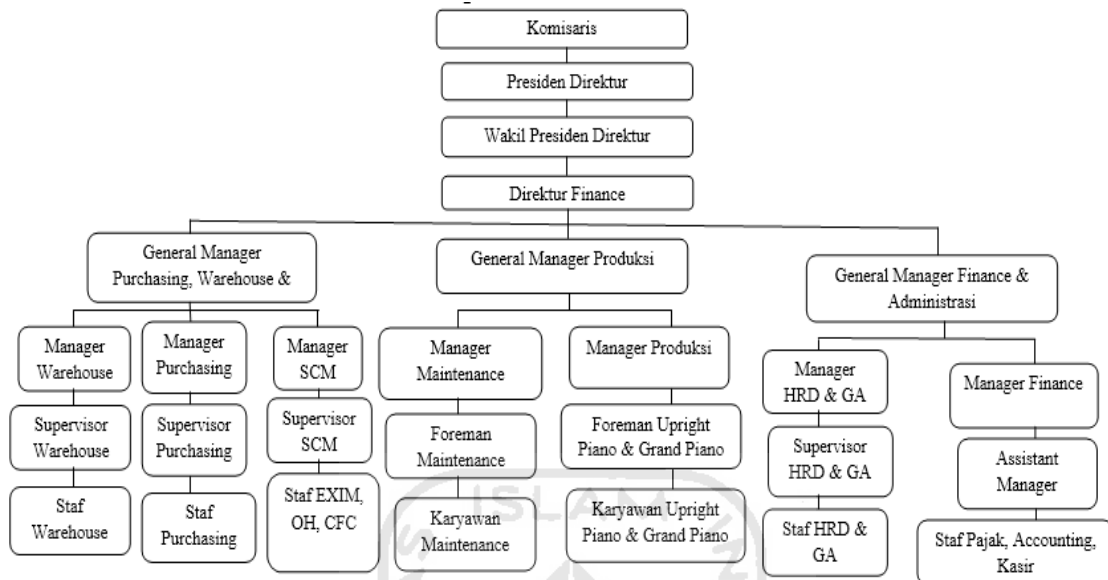 Komisaris
Presiden Direktur
Wakil Presiden Direktur
Direktur Finance
General Manager
Purchasing, Warehouse &
General Manager Produksi
General Manager Finance &
Administrasi
Manager
Warehouse
Manager
Purchasing
Manager
SCM
Manager
Maintenance
Manager Produksi
Manager
HRD & GA
Manager Finance
Supervisor
Warehouse
Supervisor
Purchasing
Supervisor
SCM
Foreman
Maintenance
Foreman Upright
Piano & Grand Piano
Supervisor
HRD & GA
Assistant
Manager
Staf
Warehouse
Staf
Purchasing
Staf EXIM,
OH, CFC
Karyawan
Maintenance
Karyawan Upright
Piano & Grand Piano
Staf HRD &
GA
Staf Pajak, Accounting,
Kasir
ISLAM